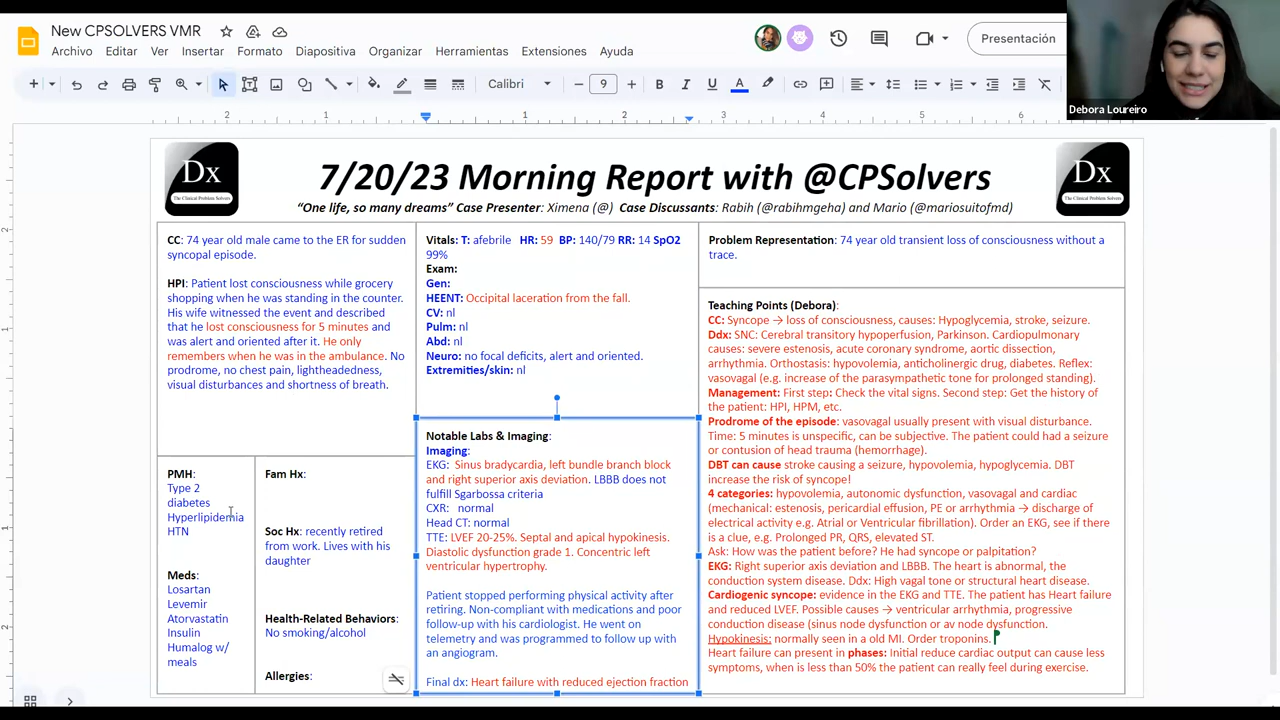 New CPSOLVERS VMR
Archivo Editar Ver Insertar Formato Diapositiva Organizar Herramientas Extensiones Ayuda
Presentación
Calibri
9
Debora Loureiro
2 1 1 2 3 4 5 6
Dx
The Clinical Problem Solvers
7/20/23 Morning Report with @CPSolvers
"One life, so many dreams" Case Presenter: Ximena (@) Case Discussants: Rabih (@rabihmgeha) and Mario (@mariosuitofmd)
Dx
The Clinical Problem Solvers
CC: 74 year old male came to the ER for sudden
syncopal episode.
HPI: Patient lost consciousness while grocery
shopping when he was standing in the counter.
His wife witnessed the event and described
that he lost consciousness for 5 minutes and
was alert and oriented after it. He only
remembers when he was in the ambulance. No
prodrome, no chest pain, lightheadedness,
visual disturbances and shortness of breath.
PMH:
Type 2
diabetes
Hyperlipidemia
HTN
Meds:
Losartan
Levemir
Atorvastatin
Insulin
Humalog w/
meals
Fam Hx:
Soc Hx: recently retired
from work. Lives with his
daughter
Health-Related Behaviors:
No smoking/alcohol
Allergies:
Vitals: T: afebrile HR: 59 BP: 140/79 RR: 14 SpO2
99%
Exam:
Gen:
HEENT: Occipital laceration from the fall.
CV: nl
Pulm: nl
Abd: nl
Neuro: no focal deficits, alert and oriented.
Extremities/skin: nl
Notable Labs & Imaging:
Imaging:
EKG: Sinus bradycardia, left bundle branch block
and right superior axis deviation. LBBB does not
fulfill Sgarbossa criteria
CXR: normal
Head CT: normal
TTE: LVEF 20-25%. Septal and apical hypokinesis.
Diastolic dysfunction grade 1. Concentric left
ventricular hypertrophy.
Patient stopped performing physical activity after
retiring. Non-compliant with medications and poor
follow-up with his cardiologist. He went on
telemetry and was programmed to follow up with
an angiogram.
Final dx: Heart failure with reduced ejection fraction
Problem Representation: 74 year old transient loss of consciousness without a
trace.
Teaching Points (Debora):
CC: Syncope → loss of consciousness, causes: Hypoglycemia, stroke, seizure.
Ddx: SNC: Cerebral transitory hypoperfusion, Parkinson. Cardiopulmonary
causes: severe estenosis, acute coronary syndrome, aortic dissection,
arrhythmia. Orthostasis: hypovolemia, anticholinergic drug, diabetes. Reflex:
vasovagal (e.g. increase of the parasympathetic tone for prolonged standing).
Management: First step: Check the vital signs. Second step: Get the history of
the patient: HPI, HPM, etc.
Prodrome of the episode: vasovagal usually present with visual disturbance.
Time: 5 minutes is unspecific, can be subjective. The patient could had a seizure
or contusion of head trauma (hemorrhage).
DBT can cause stroke causing a seizure, hypovolemia, hypoglycemia. DBT
increase the risk of syncope!
4 categories: hypovolemia, autonomic dysfunction, vasovagal and cardiac
(mechanical: estenosis, pericardial effusion, PE or arrhythmia → discharge of
electrical activity e.g. Atrial or Ventricular fibrillation). Order an EKG, see if there
is a clue, e.g. Prolonged PR, QRS, elevated ST.
Ask: How was the patient before? He had syncope or palpitation?
EKG: Right superior axis deviation and LBBB. The heart is abnormal, the
conduction system disease. Ddx: High vagal tone or structural heart disease.
Cardiogenic syncope: evidence in the EKG and TTE. The patient has Heart failure
and reduced LVEF. Possible causes → ventricular arrhythmia, progressive
conduction disease (sinus node dysfunction or av node dysfunction.
Hypokinesis: normally seen in a old MI. Order troponins.
Heart failure can present in phases: Initial reduce cardiac output can cause less
symptoms, when is less than 50% the patient can really feel during exercise.